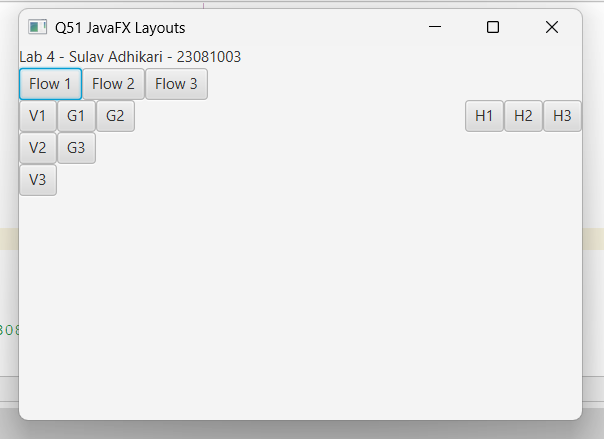 Q51 JavaFX Layouts
Lab 4 - Sulav Adhikari - 23081003
Flow 1 Flow 2 Flow 3
V1 G1 G2 H1 H2 H3
V2 G3
V3